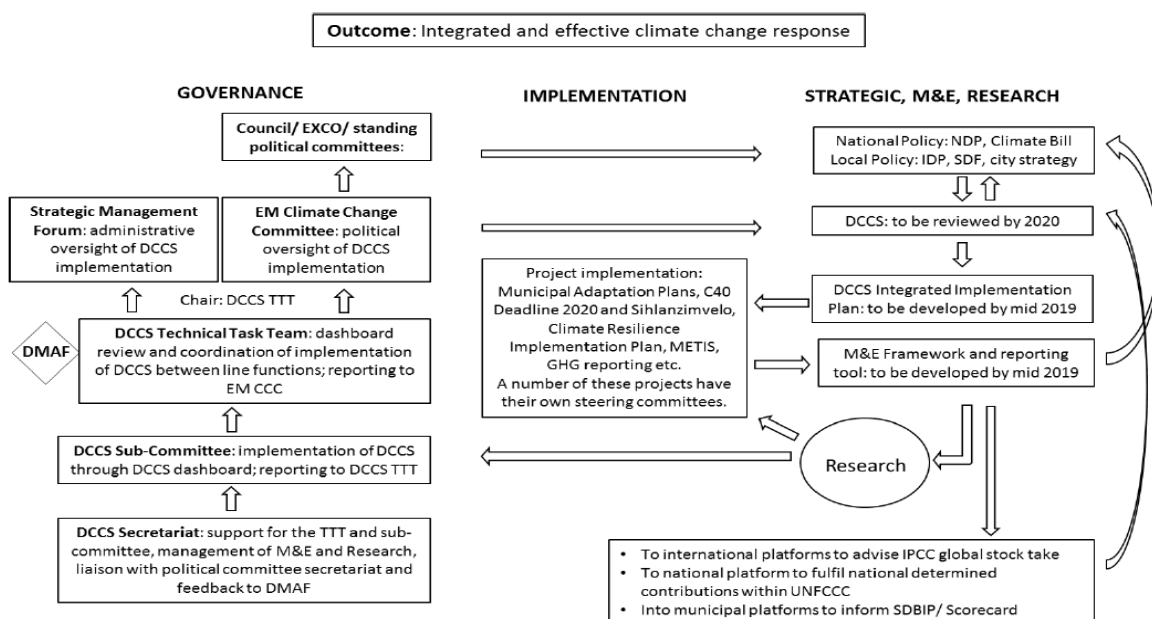 Outcome: Integrated and effective climate change response
GOVERNANCE
Council/ EXCO/ standing
political committees:
Strategic Management
Forum: administrative
oversight of DCCS
implementation
EM Climate Change
Committee: political
oversight of DCCS
implementation
Chair: DCCS TTT
DMAF
DCCS Technical Task Team: dashboard
review and coordination of implementation
of DCCS between line functions; reporting to
EM CCC
DCCS Sub-Committee: implementation of DCCS
through DCCS dashboard; reporting to DCCS TTT
DCCS Secretariat: support for the TTT and sub-
committee, management of M&E and Research,
liaison with political committee secretariat and
feedback to DMAF
IMPLEMENTATION
Project implementation:
Municipal Adaptation Plans, C40
Deadline 2020 and Sihlanzimvelo,
Climate Resilience
Implementation Plan, METIS,
GHG reporting etc.
A number of these projects have
their own steering committees.
STRATEGIC, M&E, RESEARCH
National Policy: NDP, Climate Bill
Local Policy: IDP, SDF, city strategy
DCCS: to be reviewed by 2020
DCCS Integrated Implementation
Plan: to be developed by mid 2019
M&E Framework and reporting
tool: to be developed by mid 2019
Research
• To international platforms to advise IPCC global stock take
• To national platform to fulfil national determined
contributions within UNFCCC
• Into municipal platforms to inform SDBIP/ Scorecard